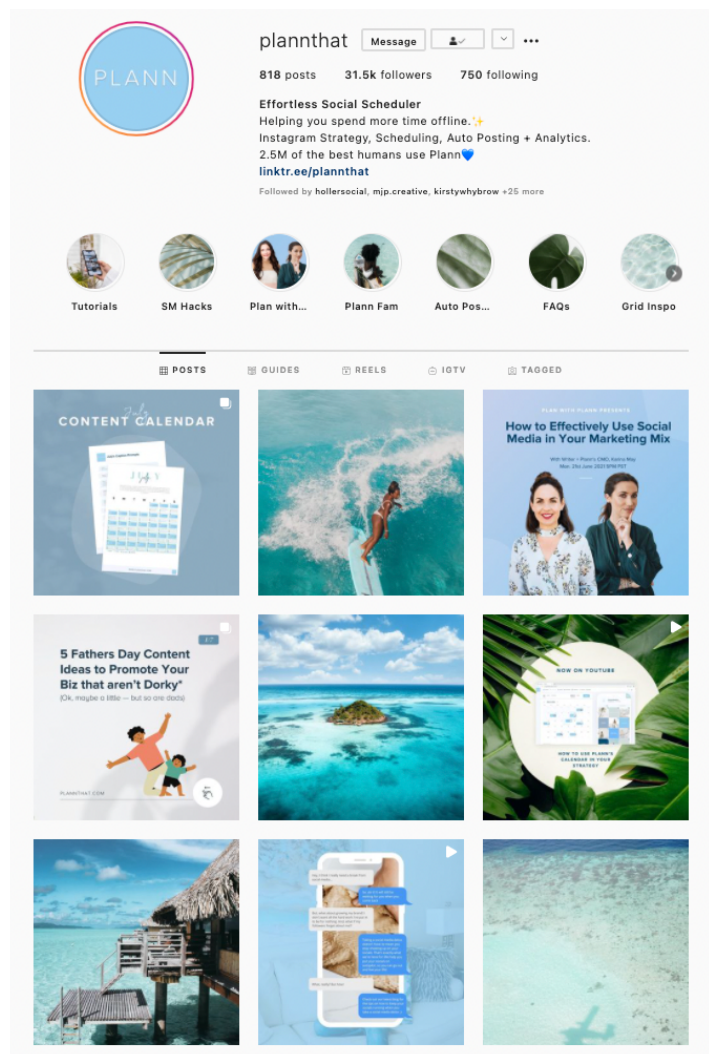 PLANN
plannthat Message
818 posts 31.5k followers 750 following
Effortless Social Scheduler
Helping you spend more time offline.✨
Instagram Strategy, Scheduling, Auto Posting + Analytics.
2.5M of the best humans use Plann💙
linktr.ee/plannthat
Followed by hollersocial, mjp.creative, kirstywhybrow +25 more
Tutorials SM Hacks Plan with... Plann Fam Auto Pos... FAQs Grid Inspo
POSTS GUIDES REELS IGTV TAGGED
July
CONTENT CALENDAR
PLAN WITH PLANN PRESENTS
How to Effectively Use Social
Media in Your Marketing Mix
5 Fathers Day Content
Ideas to Promote Your
Biz that aren't Dorky*
(Ok, maybe a little — but so are dads)
PLANNTHAT.COM
NOW ON YOUTUBE
HOW TO USE PLANN'S
CALENDAR IN YOUR
STRATEGY